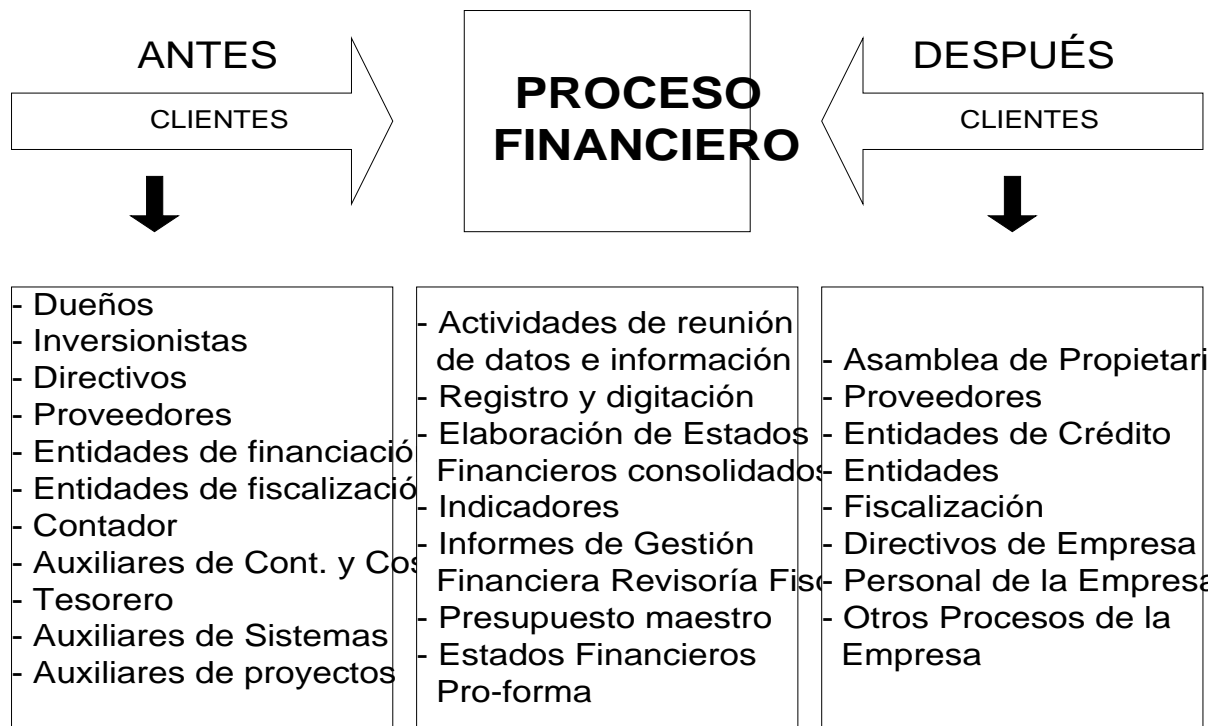 ANTES
CLIENTES
PROCESO
FINANCIERO
DESPUÉS
CLIENTES
- Dueños
- Inversionistas
- Directivos
- Proveedores
- Entidades de financiació
- Entidades de fiscalizació
- Contador
- Auxiliares de Cont. y Cos
- Tesorero
- Auxiliares de Sistemas
- Auxiliares de proyectos
- Actividades de reunión
de datos e información
- Registro y digitación
- Elaboración de Estados
Financieros consolidados
- Indicadores
- Informes de Gestión
Financiera Revisoría Fisc
- Presupuesto maestro
- Estados Financieros
Pro-forma
- Asamblea de Propietari
- Proveedores
- Entidades de Crédito
- Entidades
- Fiscalización
- Directivos de Empresa
- Personal de la Empresa
- Otros Procesos de la
Empresa